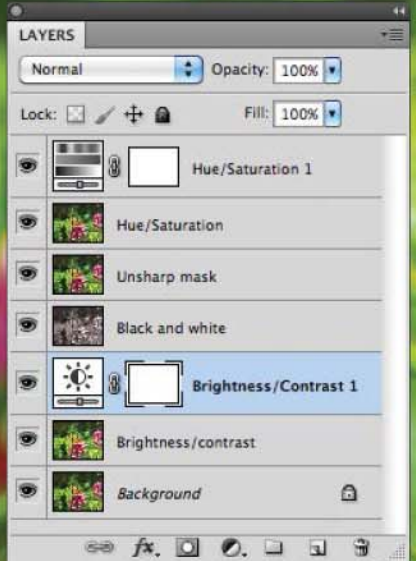 LAYERS
Normal Opacity: 100%
Lock: Fill: 100%
Hue/Saturation 1
Hue/Saturation
Unsharp mask
Black and white
Brightness/Contrast 1
Brightness/contrast
Background
fx.